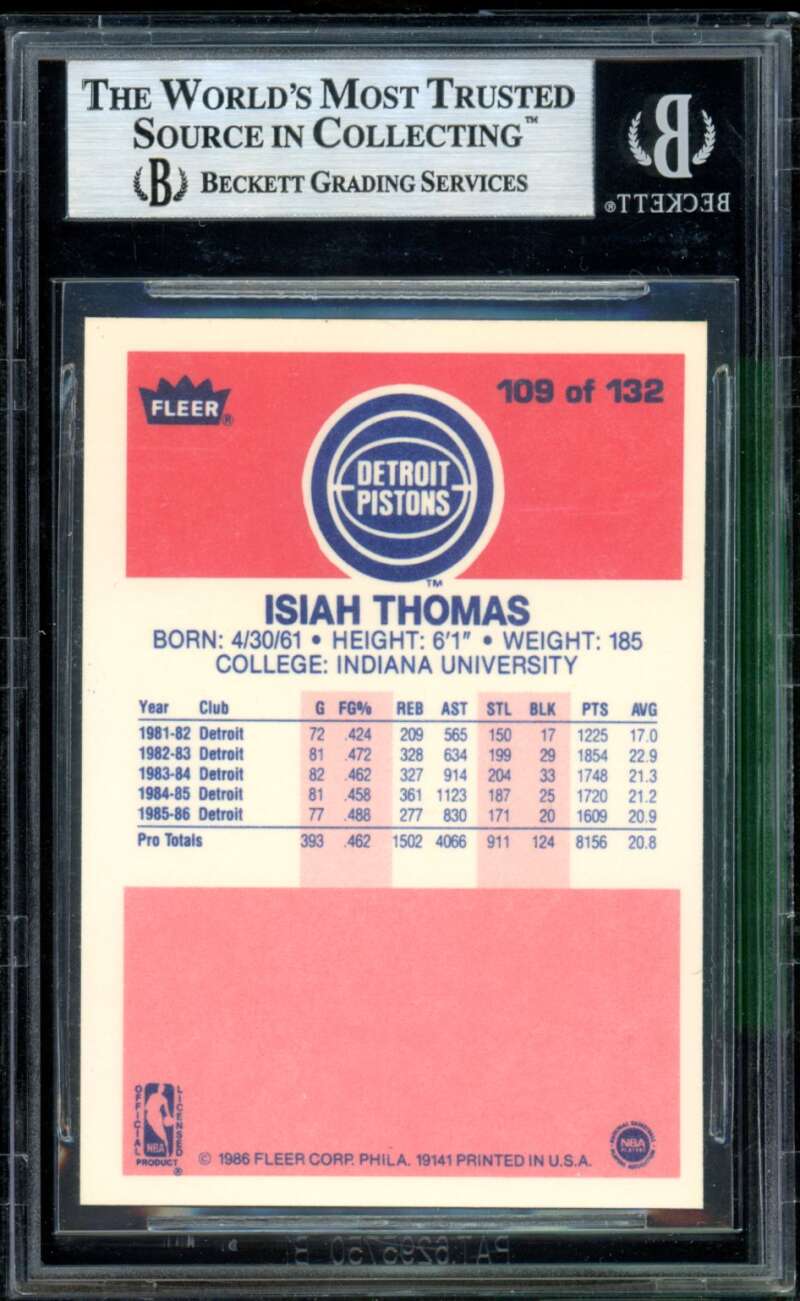 THE WORLD'S MOST TRUSTED
SOURCE IN COLLECTING™
B BECKETT GRADING SERVICES
B
BECKETT®
FLEER®
109 of 132
DETROIT
PISTONS
TM
ISIAH THOMAS
BORN: 4/30/61 • HEIGHT: 6'1" • WEIGHT: 185
COLLEGE: INDIANA UNIVERSITY
Year Club G FG% REB AST STL BLK PTS AVG
1981-82 Detroit 72 .424 209 565 150 17 1225 17.0
1982-83 Detroit 81 .472 328 634 199 29 1854 22.9
1983-84 Detroit 82 .462 327 914 204 33 1748 21.3
1984-85 Detroit 81 .458 361 1123 187 25 1720 21.2
1985-86 Detroit 77 .488 277 830 171 20 1609 20.9
Pro Totals 393 .462 1502 4066 911 124 8156 20.8
OFFICIAL LICENSED
NBA
PRODUCT ®
© 1986 FLEER CORP. PHILA. 19141 PRINTED IN U.S.A.
NBA
PLAYERS
PAT.6295750 B